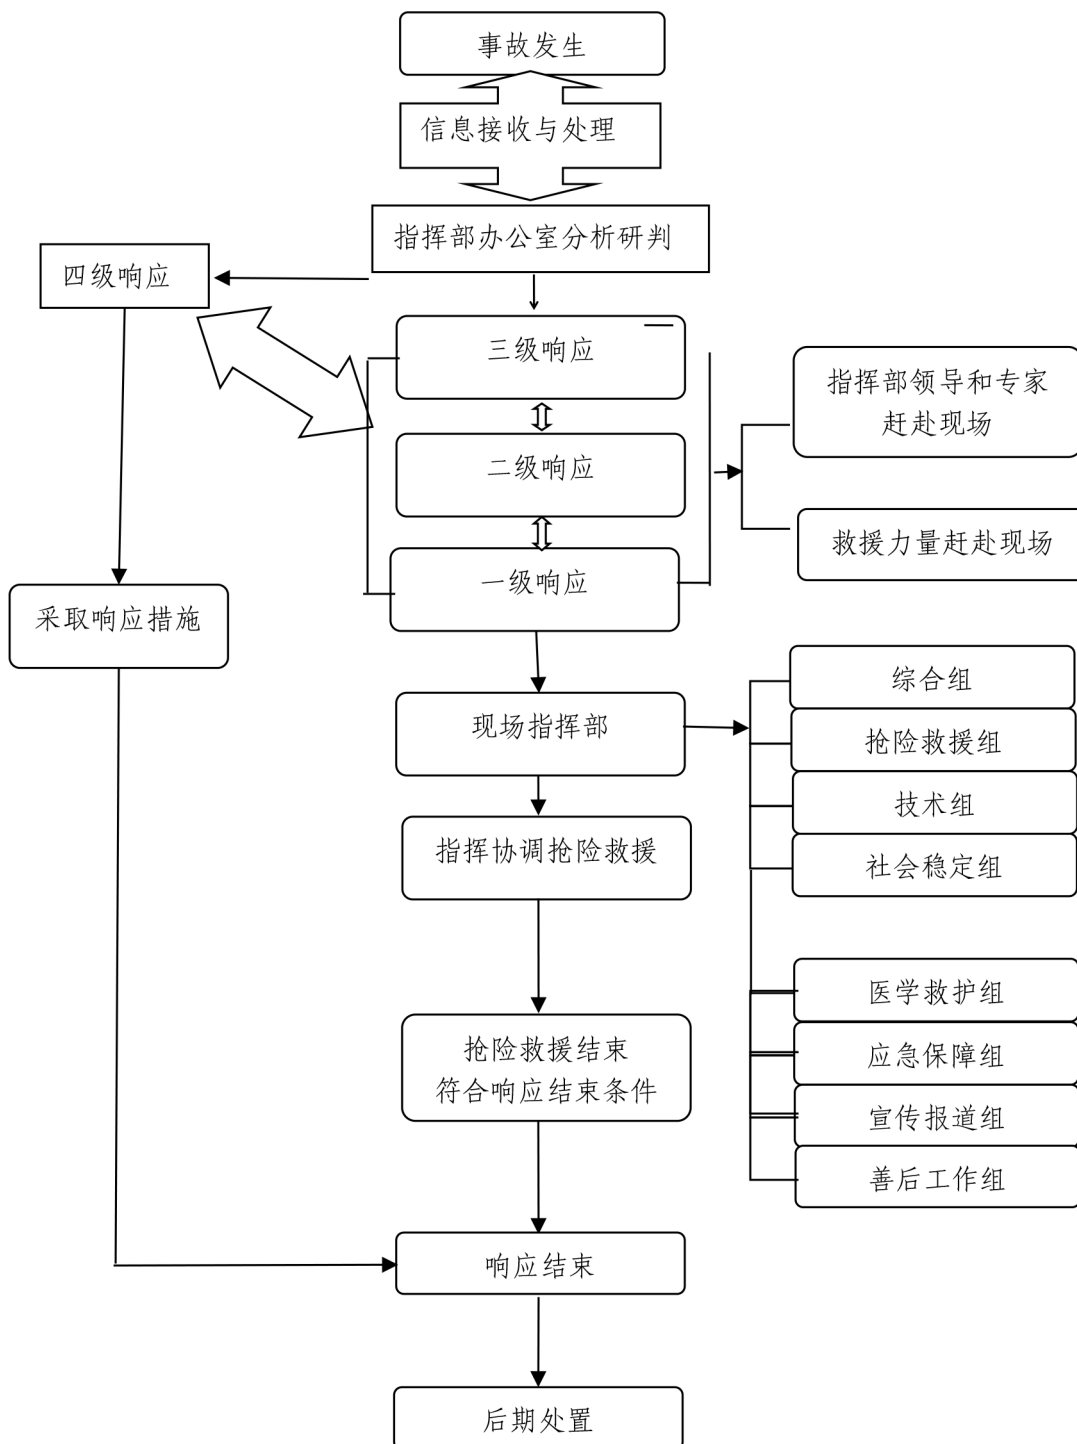 事故发生
信息接收与处理
指挥部办公室分析研判
四级响应
三级响应
指挥部领导和专家
赶赴现场
二级响应
救援力量赶赴现场
一级响应
采取响应措施
综合组
现场指挥部
抢险救援组
技术组
指挥协调抢险救援
社会稳定组
医学救护组
抢险救援结束
符合响应结束条件
应急保障组
宣传报道组
善后工作组
响应结束
后期处置